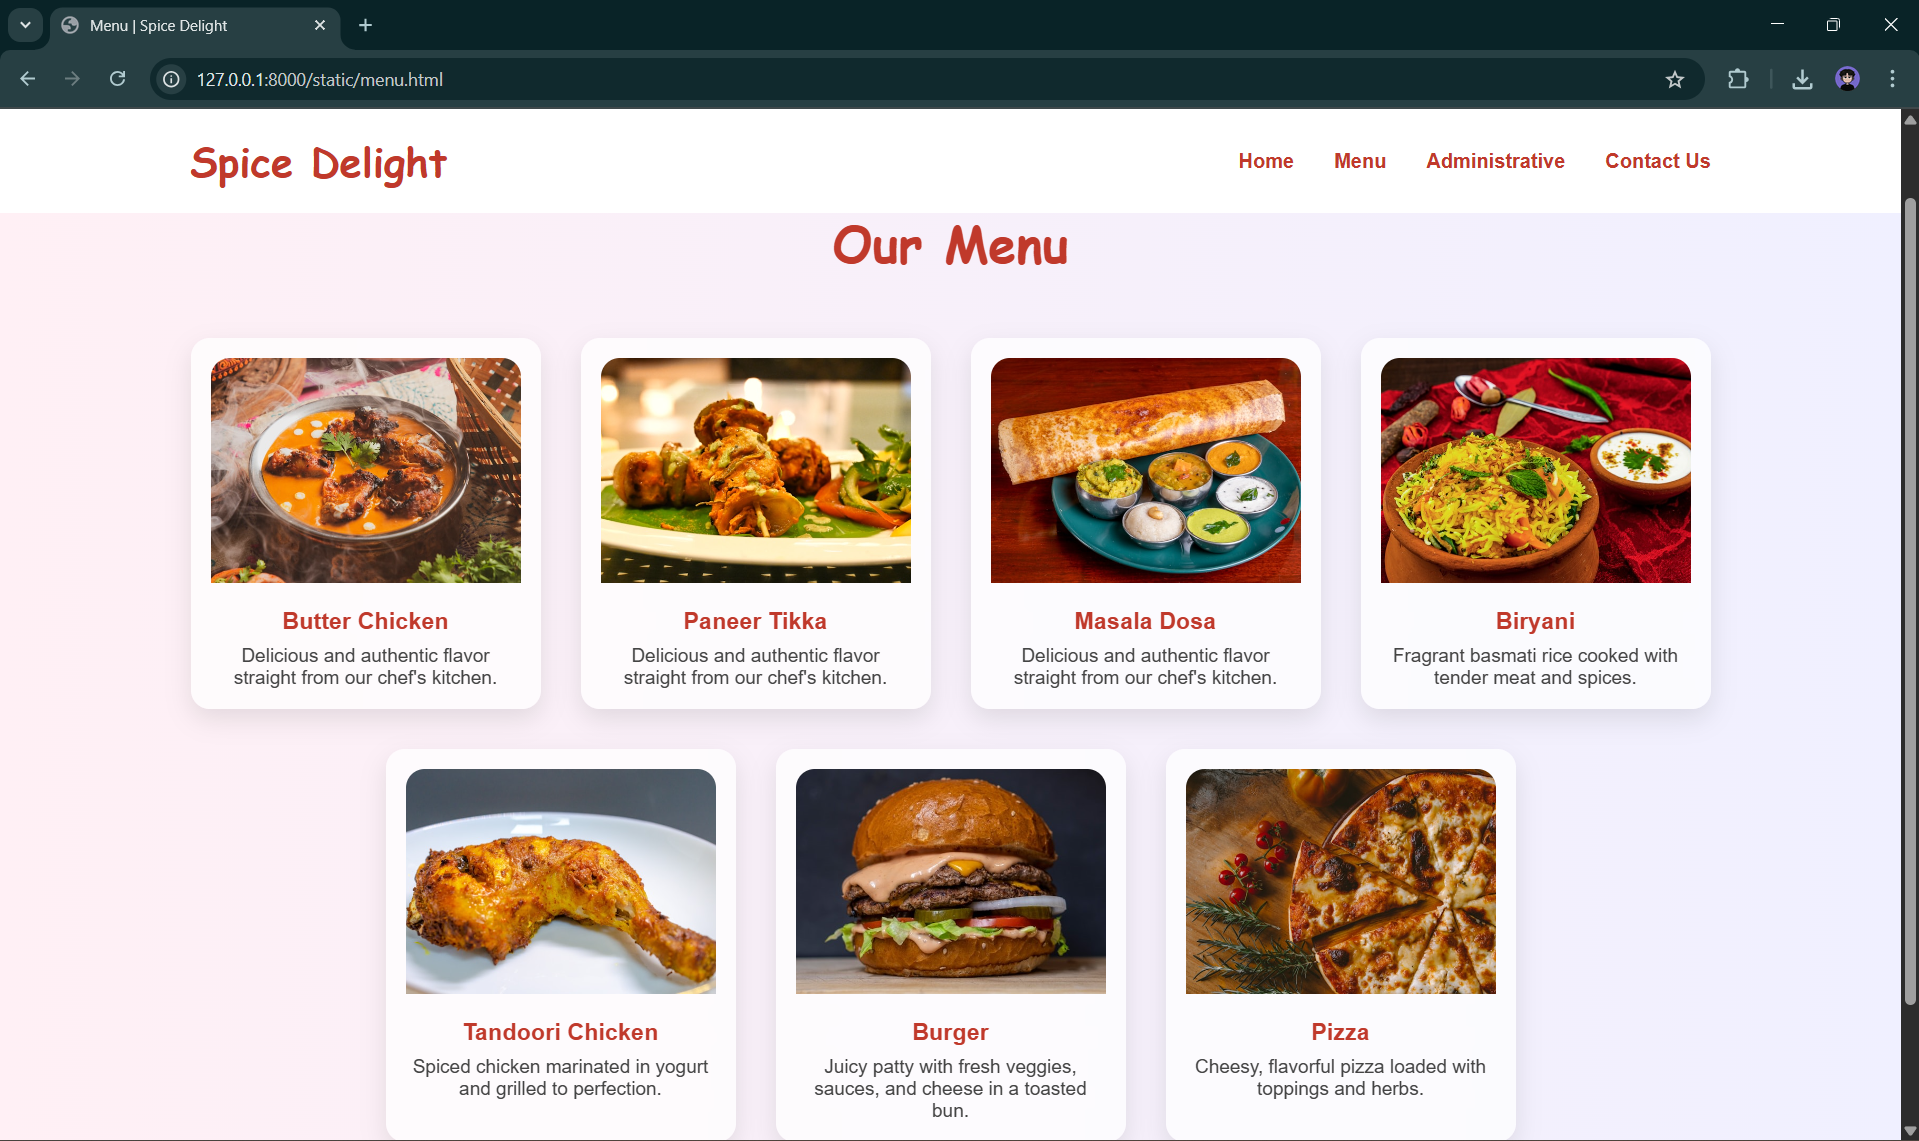 Menu | Spice Delight
127.0.0.1:8000/static/menu.html
Spice Delight
Home Menu Administrative Contact Us
Our Menu
Butter Chicken
Delicious and authentic flavor
straight from our chef's kitchen.
Paneer Tikka
Delicious and authentic flavor
straight from our chef's kitchen.
Masala Dosa
Delicious and authentic flavor
straight from our chef's kitchen.
Biryani
Fragrant basmati rice cooked with
tender meat and spices.
Tandoori Chicken
Spiced chicken marinated in yogurt
and grilled to perfection.
Burger
Juicy patty with fresh veggies,
sauces, and cheese in a toasted
bun.
Pizza
Cheesy, flavorful pizza loaded with
toppings and herbs.